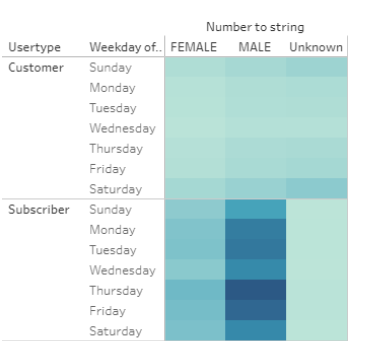 Number to string
Usertype Weekday of.. FEMALE MALE Unknown
Customer Sunday
Monday
Tuesday
Wednesday
Thursday
Friday
Saturday
Subscriber Sunday
Monday
Tuesday
Wednesday
Thursday
Friday
Saturday